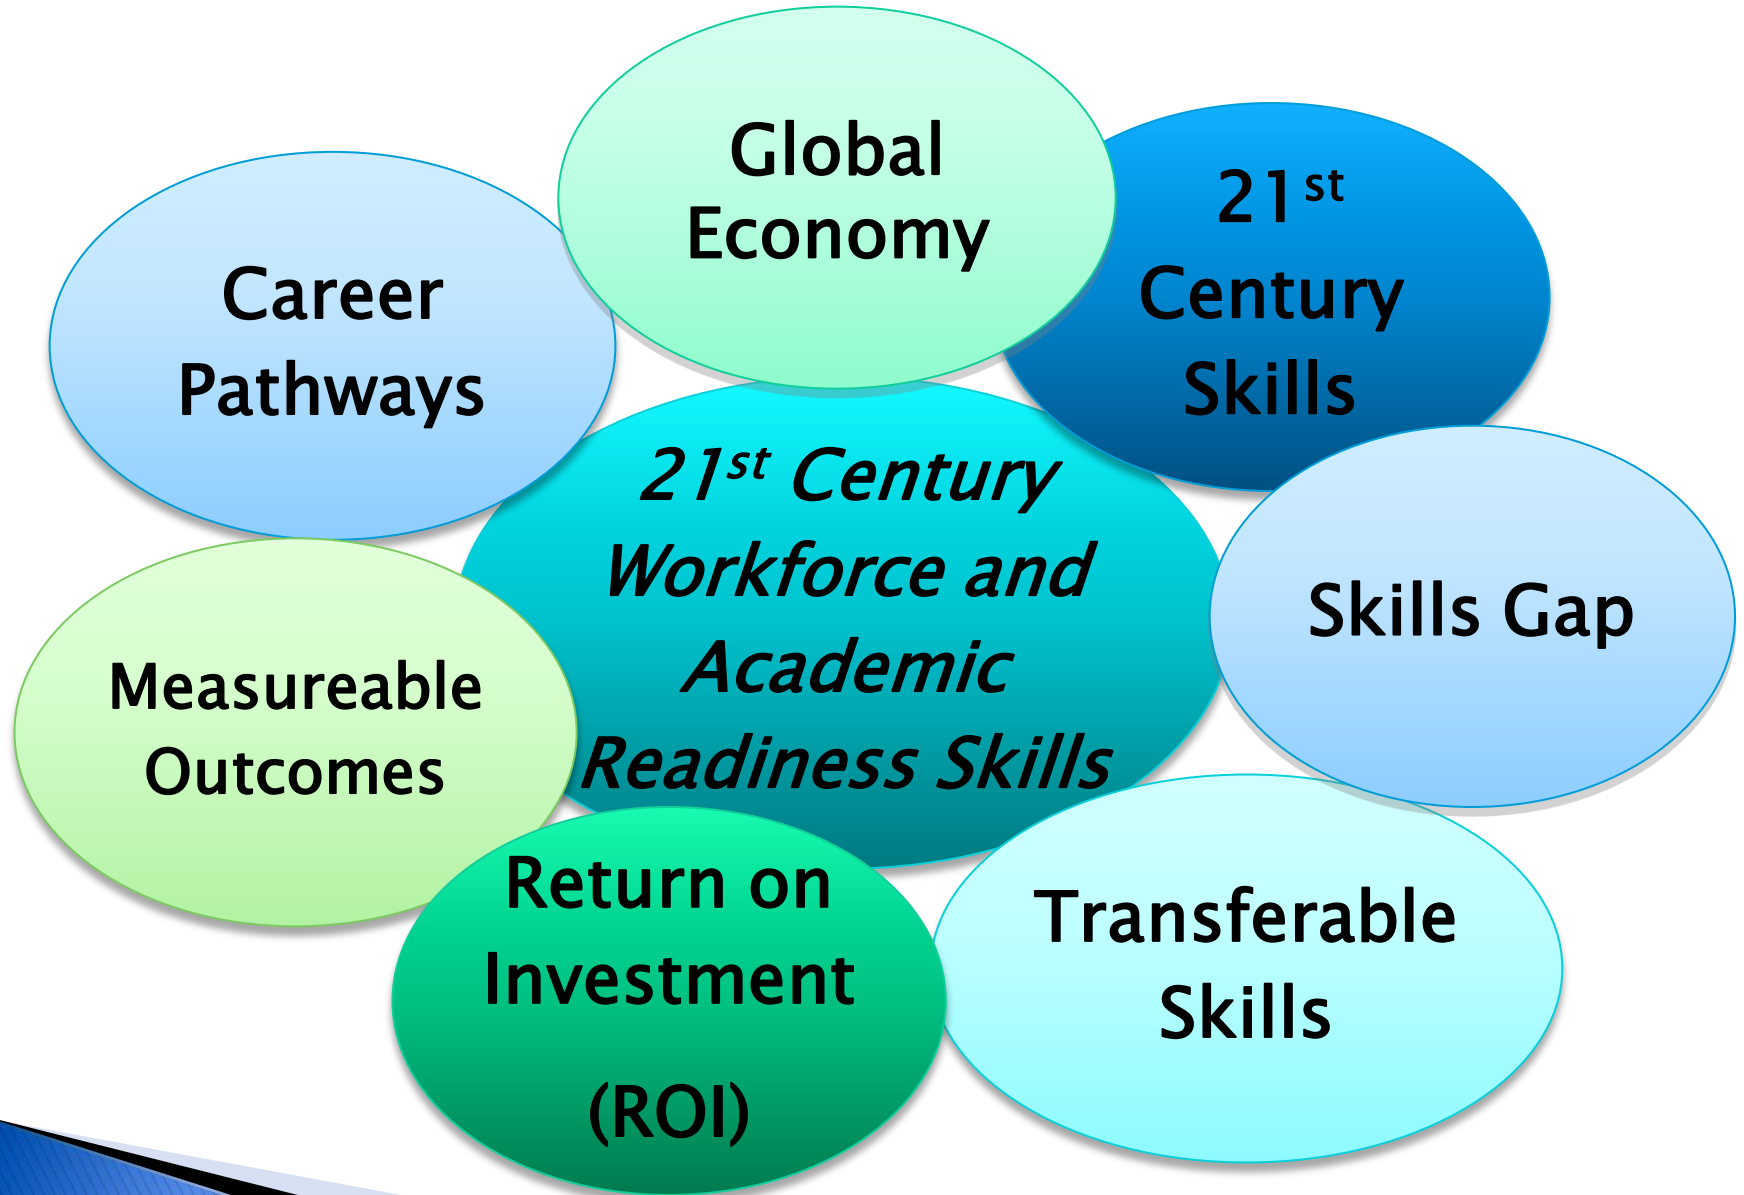 Global
Economy
21st
Century
Skills
Career
Pathways
21st Century
Workforce and
Academic
Readiness Skills
Skills Gap
Measureable
Outcomes
Return on
Investment
(ROI)
Transferable
Skills